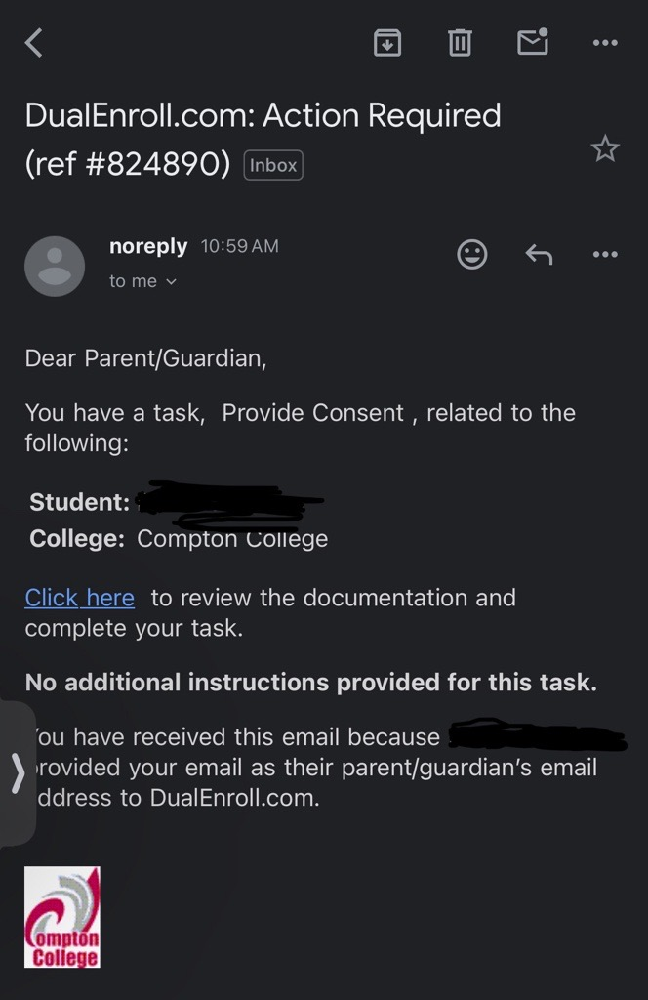 DualEnroll.com: Action Required
(ref #824890) Inbox
noreply 10:59 AM
to me
Dear Parent/Guardian,
You have a task,  Provide Consent , related to the
following:
Student:
College: Compton College
Click here  to review the documentation and
complete your task.
No additional instructions provided for this task.
ou have received this email because
rovided your email as their parent/guardian's email
ddress to DualEnroll.com.
ompton
College